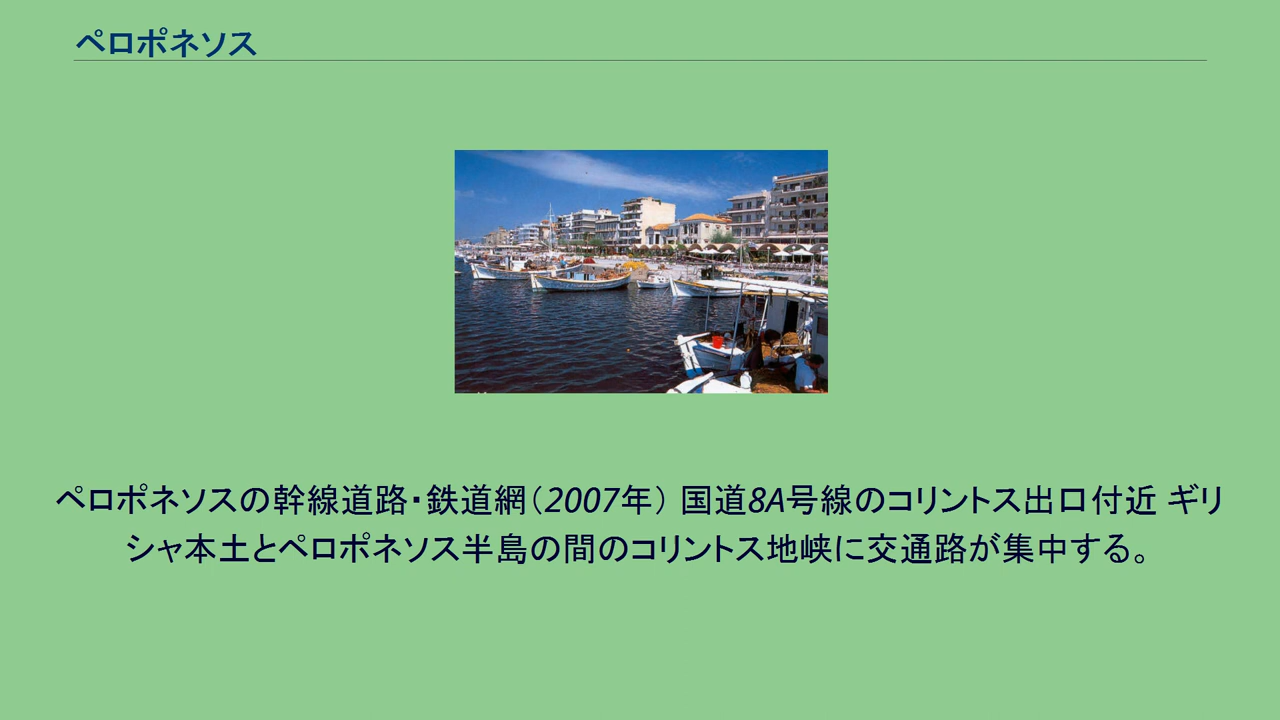 ペロポネソス
ペロポネソスの幹線道路・鉄道網（2007年） 国道8A号線のコリントス出口付近 ギリ
シャ本土とペロポネソス半島の間のコリントス地峡に交通路が集中する。